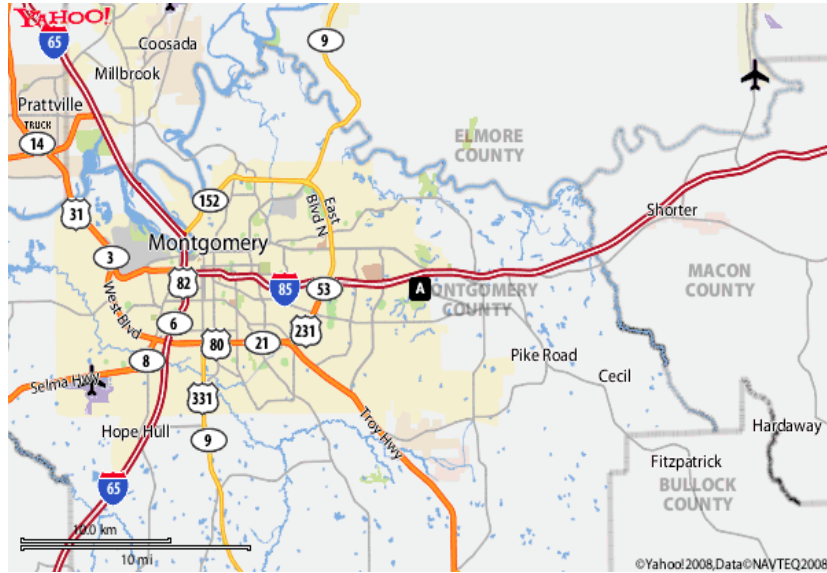 YAHOO!
65
Coosada
9
Millbrook
Prattville
TRUCK
14
ELMORE
COUNTY
152
31
East
Blvd N
Shorter
Montgomery
3
MACON
COUNTY
82
85
53
A
MONTGOMERY
COUNTY
West Blvd
6
231
80
21
8
Pike Road
Selma Hwy
Cecil
331
Troy Hwy
Hope Hull
9
Hardaway
Fitzpatrick
BULLOCK
COUNTY
65
10.0 km
10 mi
©Yahoo!2008,Data©NAVTEQ2008